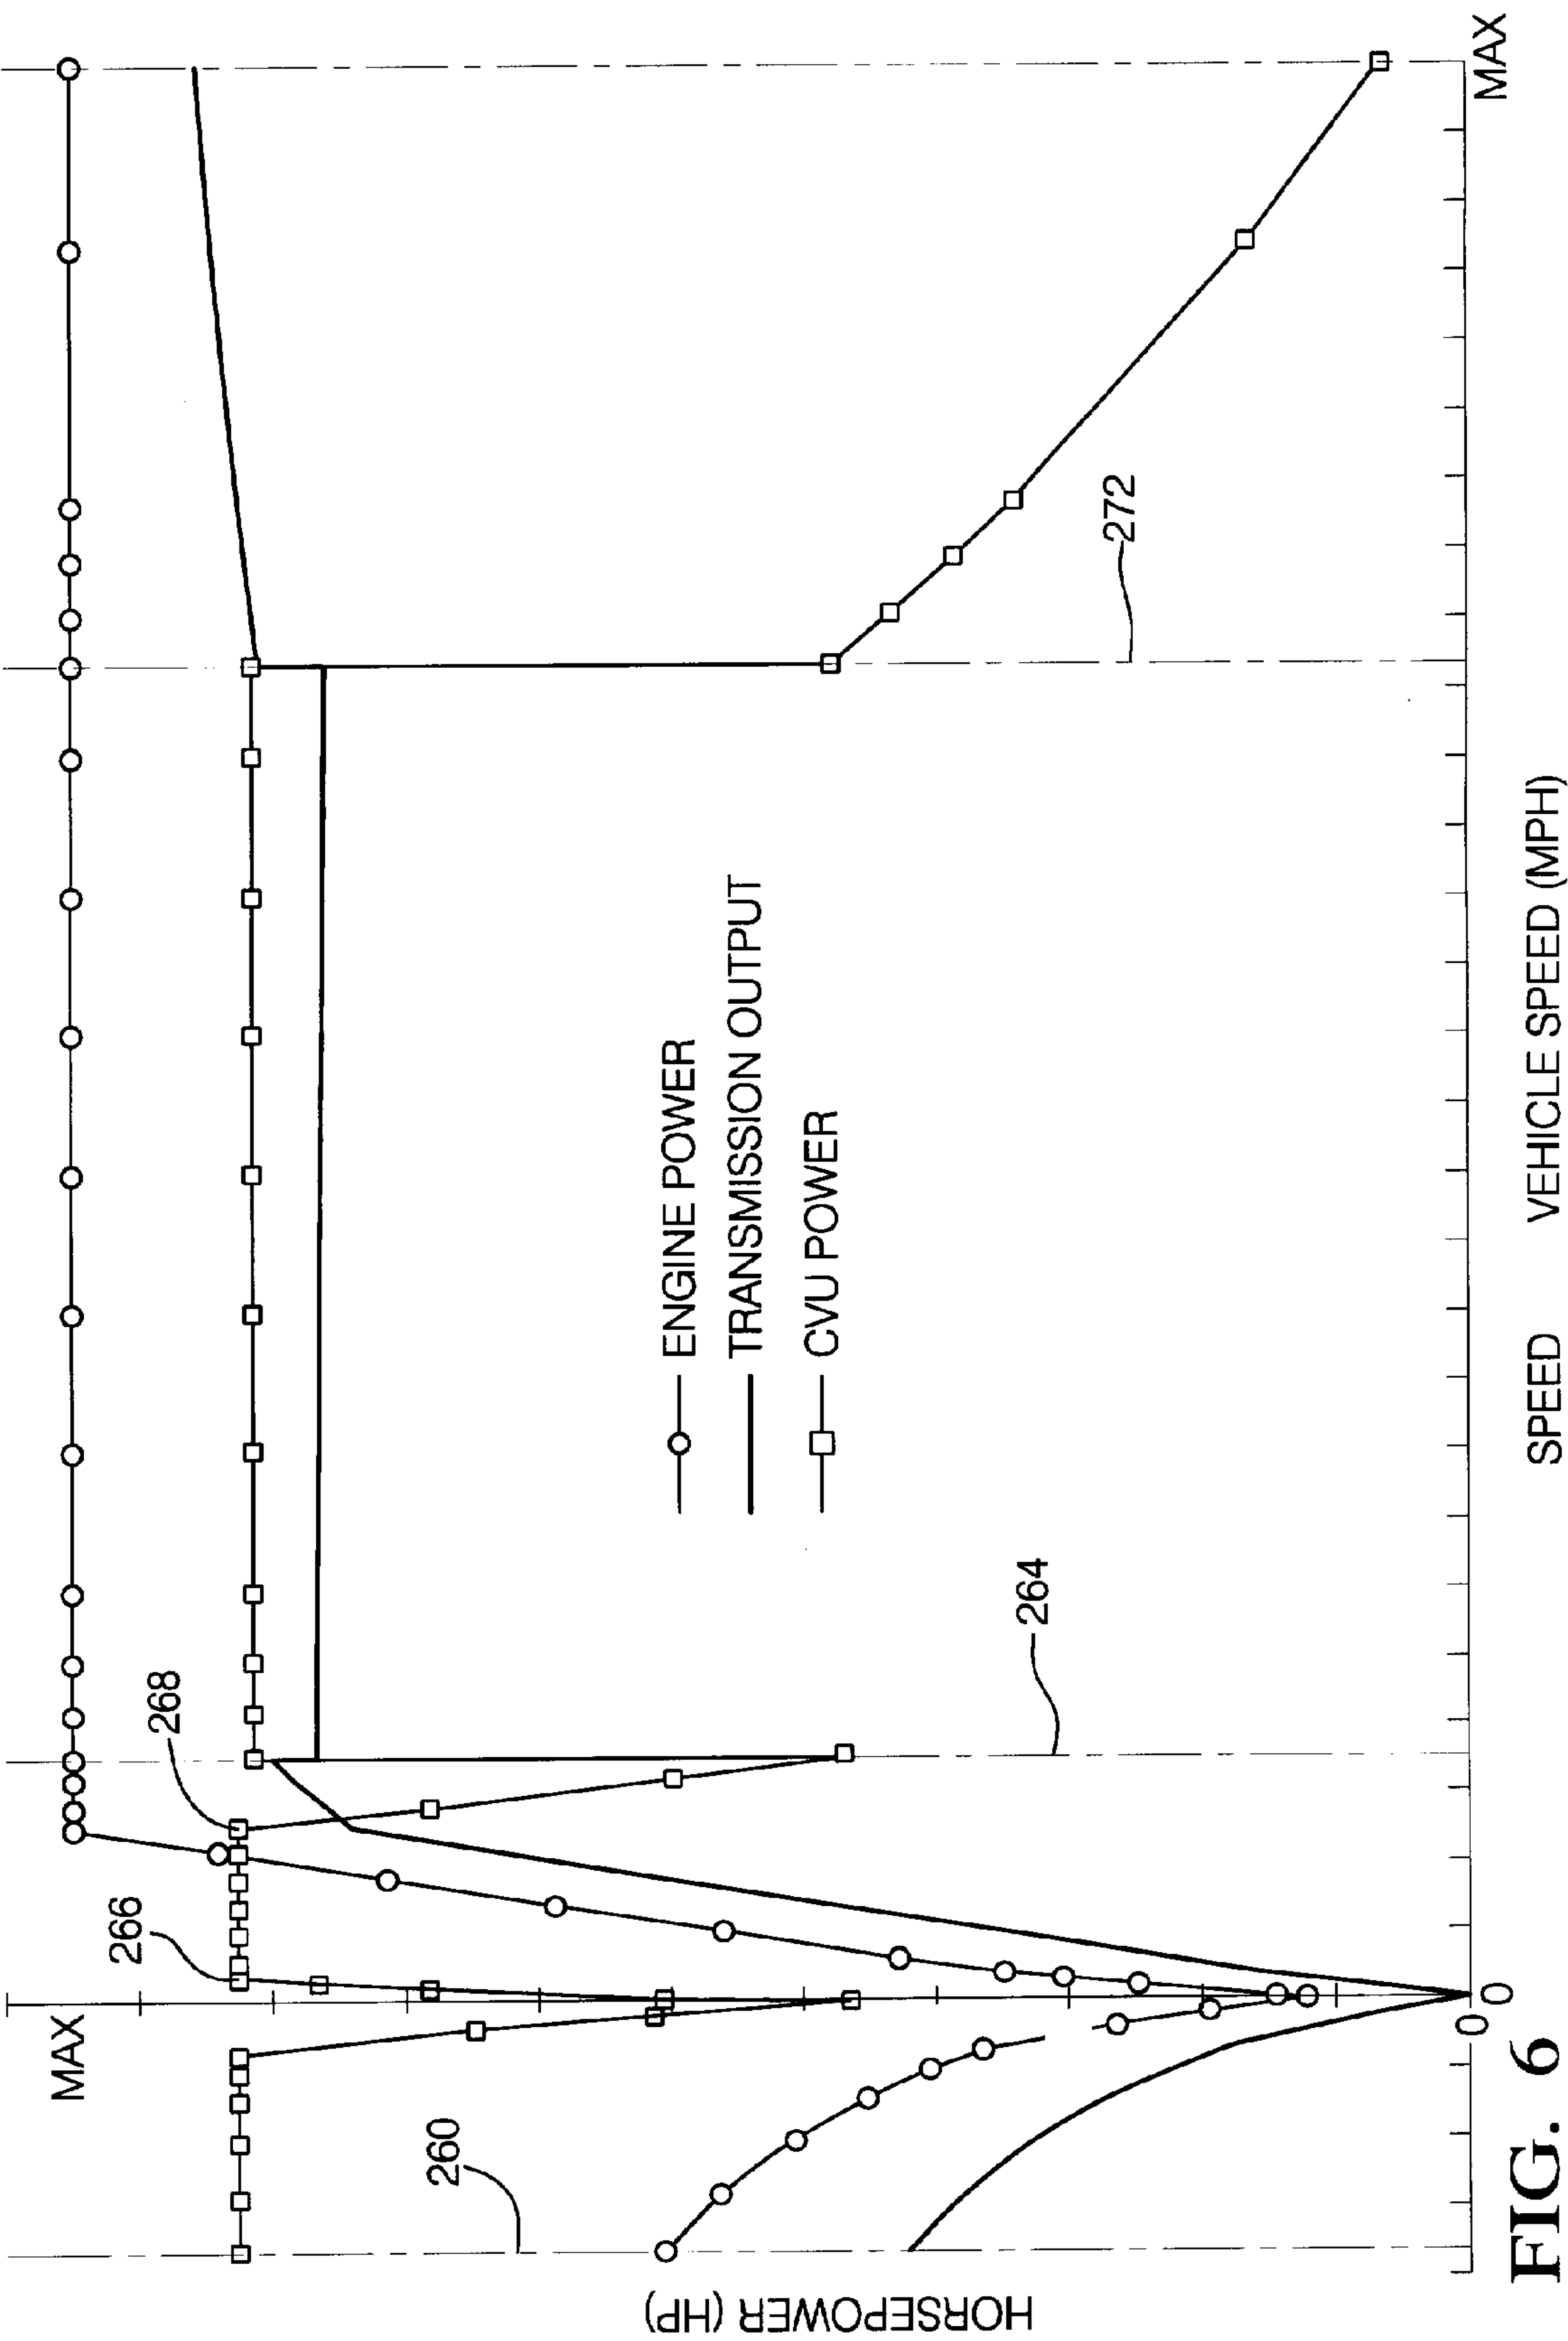 HORSEPOWER (HP)
MAX
260
266
268
264
272
ENGINE POWER
TRANSMISSION OUTPUT
CVU POWER
0
0
MAX
SPEED VEHICLE SPEED (MPH)
FIG. 6